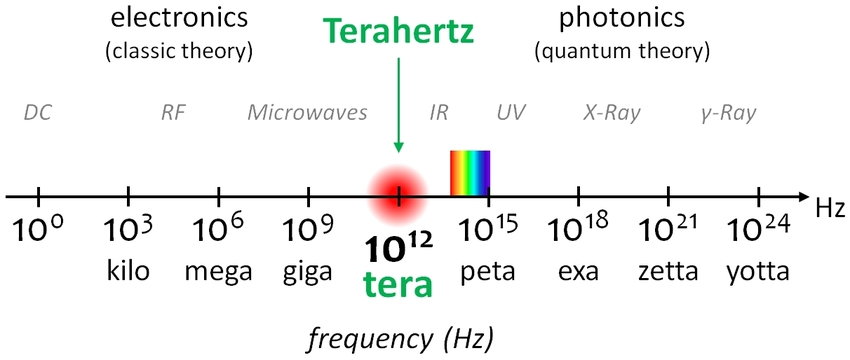 electronics
(classic theory)
Terahertz
photonics
(quantum theory)
DC RF Microwaves IR UV X-Ray γ-Ray
Hz
10⁰ 10³ 10⁶ 10⁹ 10¹² 10¹⁵ 10¹⁸ 10²¹ 10²⁴
kilo mega giga tera peta exa zetta yotta
frequency (Hz)